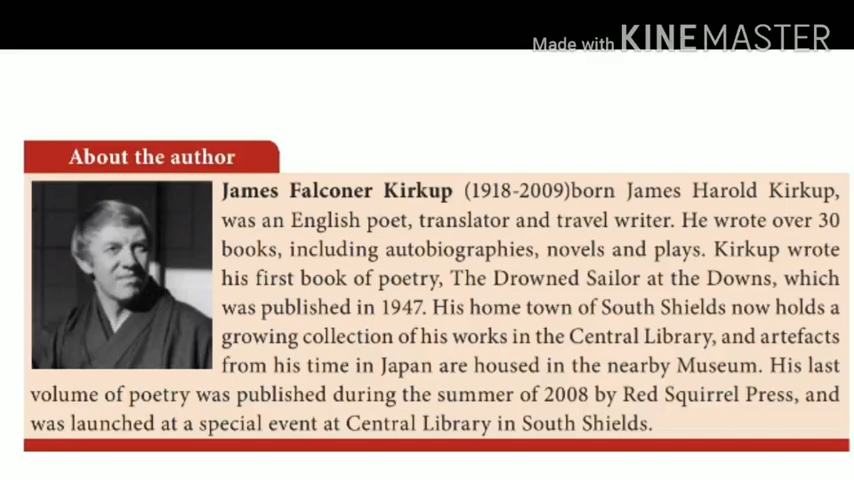 Made with KINEMASTER
About the author
James Falconer Kirkup (1918-2009)born James Harold Kirkup,
was an English poet, translator and travel writer. He wrote over 30
books, including autobiographies, novels and plays. Kirkup wrote
his first book of poetry, The Drowned Sailor at the Downs, which
was published in 1947. His home town of South Shields now holds a
growing collection of his works in the Central Library, and artefacts
from his time in Japan are housed in the nearby Museum. His last
volume of poetry was published during the summer of 2008 by Red Squirrel Press, and
was launched at a special event at Central Library in South Shields.